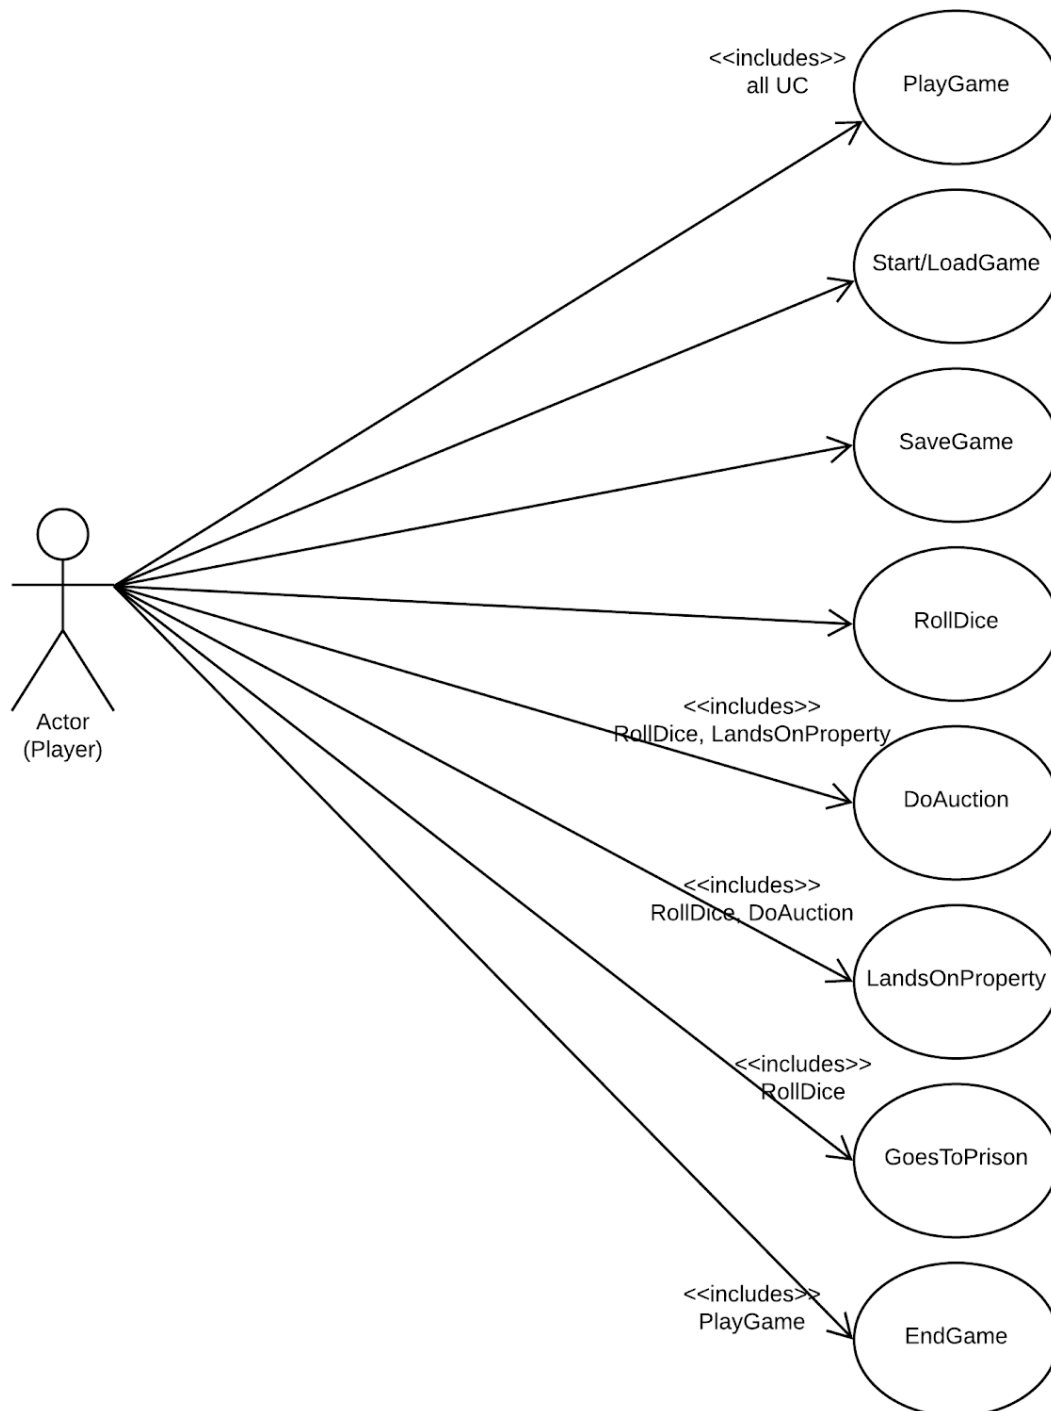 <<includes>>
all UC
PlayGame
Start/LoadGame
SaveGame
RollDice
Actor
(Player)
<<includes>>
RollDice, LandsOnProperty
DoAuction
<<includes>>
RollDice, DoAuction
LandsOnProperty
<<includes>>
RollDice
GoesToPrison
<<includes>>
PlayGame
EndGame